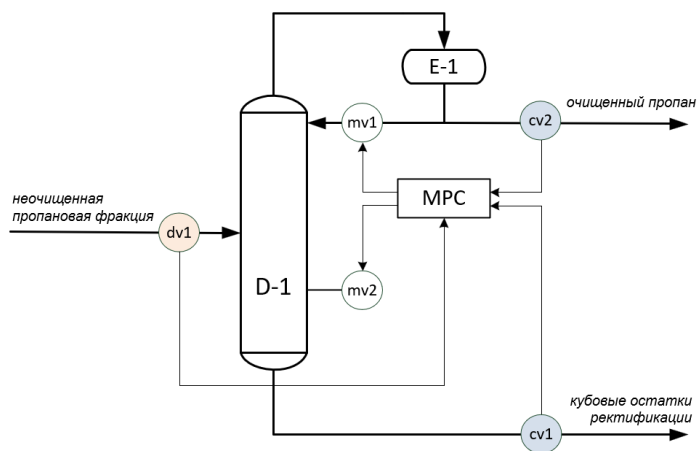 E-1
очищенный пропан
mv1
cv2
неочищенная
пропановая фракция
MPC
dv1
D-1
mv2
кубовые остатки
ректификации
cv1